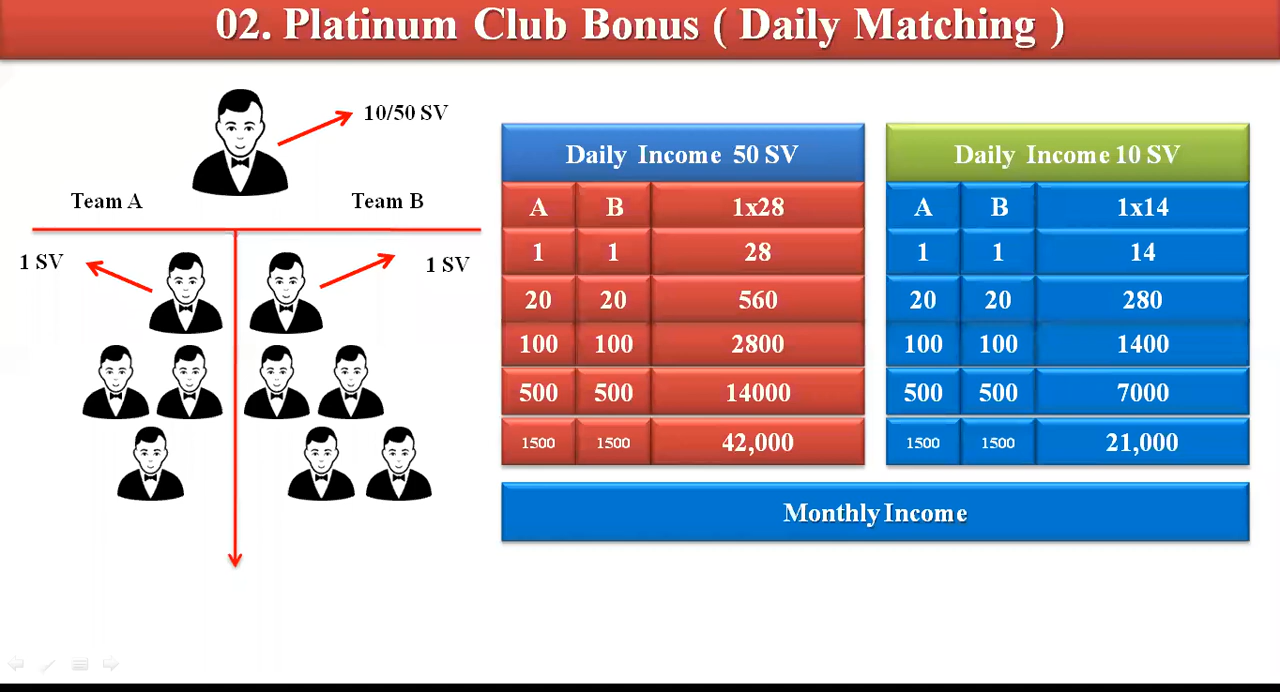 02. Platinum Club Bonus ( Daily Matching )
10/50 SV
Team A
Team B
1 SV
1 SV
Daily Income 50 SV
A B 1x28
1 1 28
20 20 560
100 100 2800
500 500 14000
1500 1500 42,000
Daily Income 10 SV
A B 1x14
1 1 14
20 20 280
100 100 1400
500 500 7000
1500 1500 21,000
Monthly Income